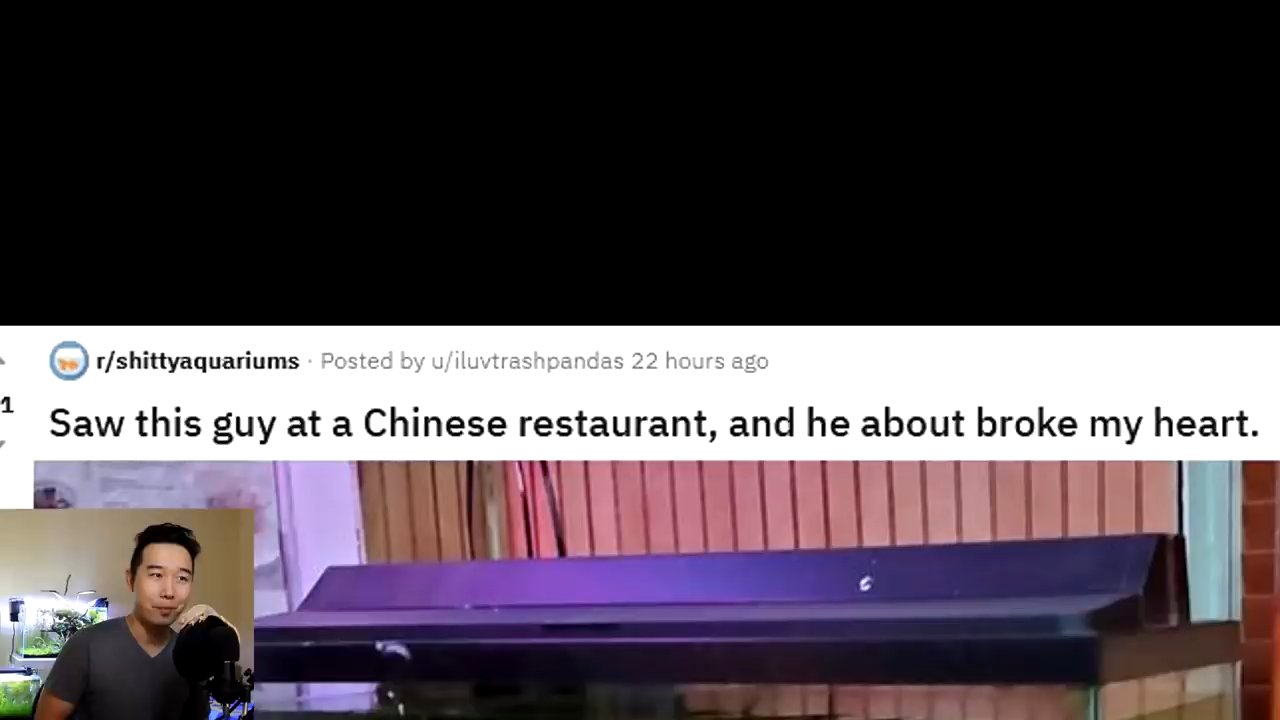 r/shittyaquariums · Posted by u/iluvtrashpandas 22 hours ago
1
Saw this guy at a Chinese restaurant, and he about broke my heart.